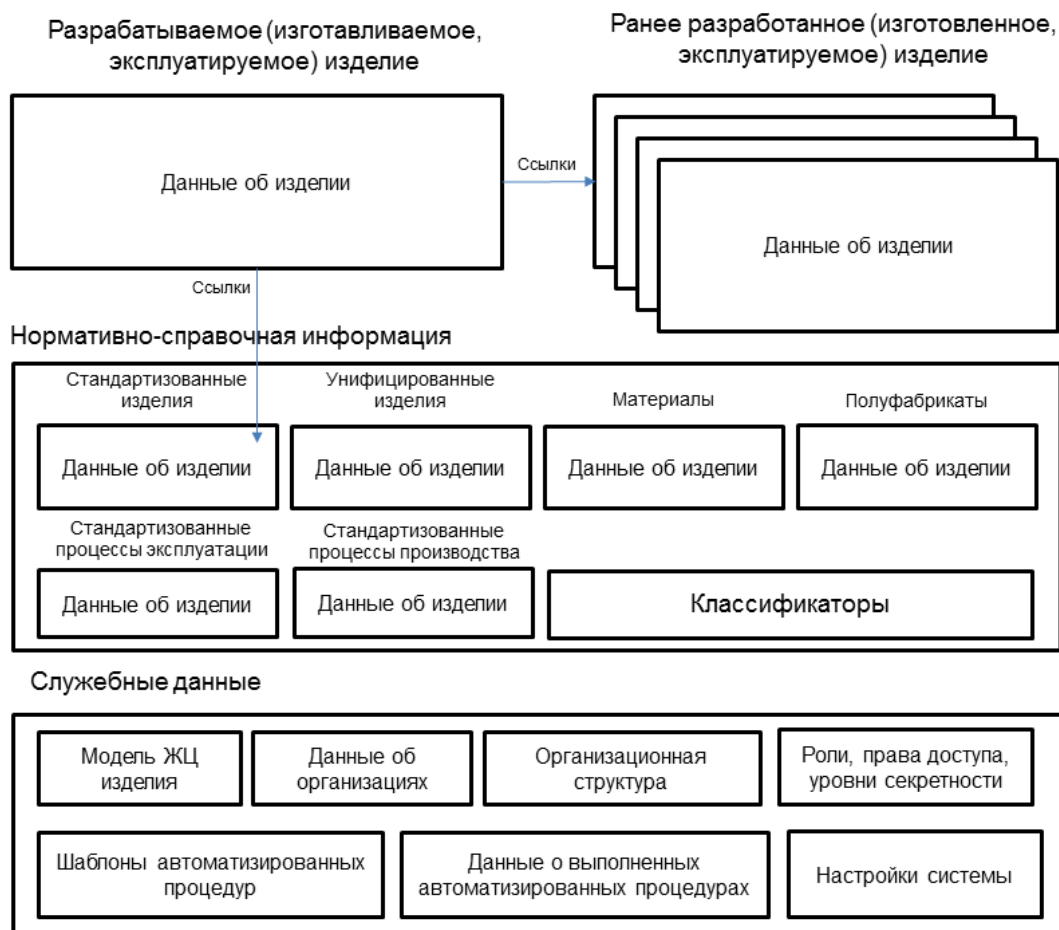 Разрабатываемое (изготавливаемое,
эксплуатируемое) изделие
Ранее разработанное (изготовленное,
эксплуатируемое) изделие
Данные об изделии
Ссылки
Данные об изделии
Ссылки
Нормативно-справочная информация
Стандартизованные
изделия
Унифицированные
изделия
Материалы
Полуфабрикаты
Данные об изделии
Данные об изделии
Данные об изделии
Данные об изделии
Стандартизованные
процессы эксплуатации
Стандартизованные
процессы производства
Данные об изделии
Данные об изделии
Классификаторы
Служебные данные
Модель ЖЦ
изделия
Данные об
организациях
Организационная
структура
Роли, права доступа,
уровни секретности
Шаблоны автоматизированных
процедур
Данные о выполненных
автоматизированных процедурах
Настройки системы